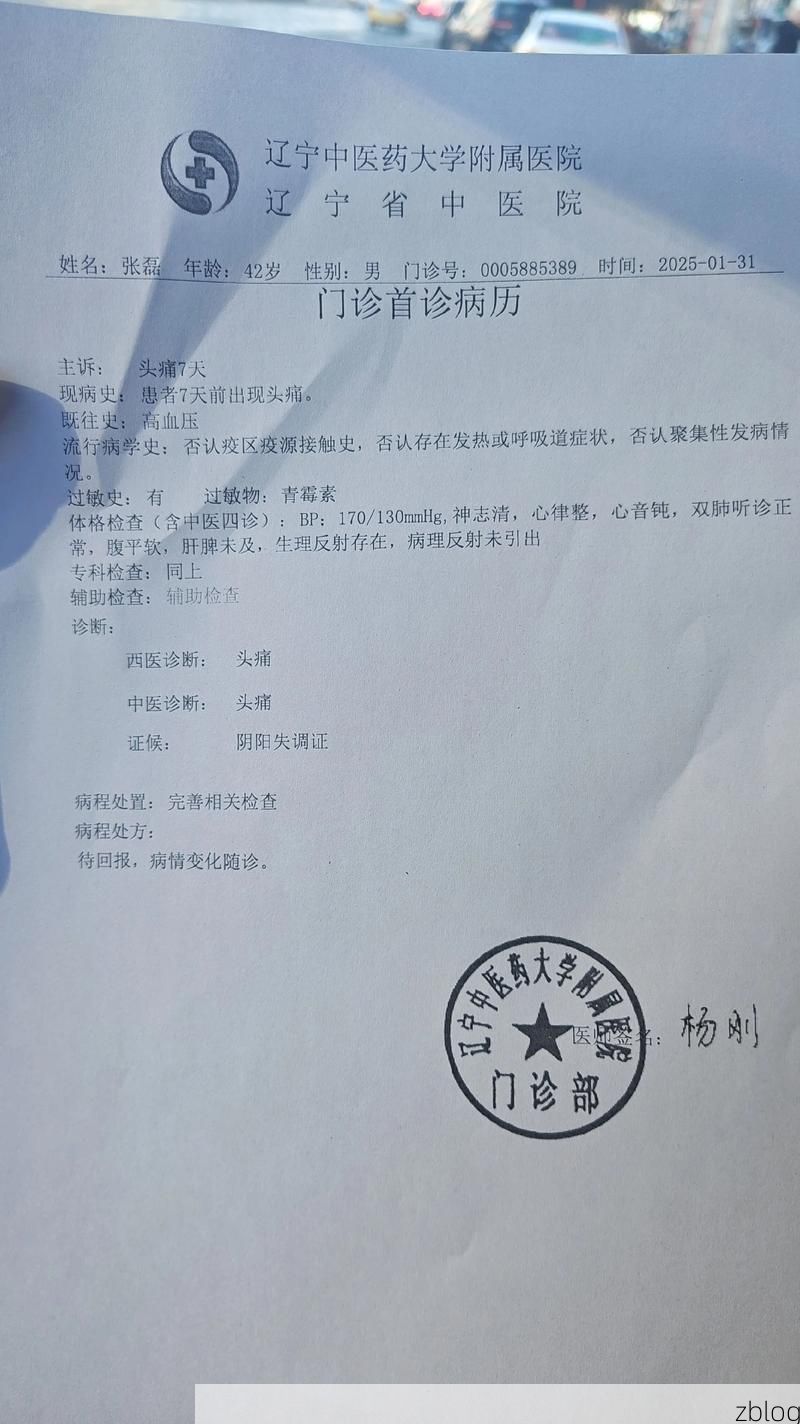 辽宁中医药大学附属医院
辽宁省中医院
姓名：张磊 年龄：42岁 性别：男 门诊号：0005885389 时间：2025-01-31
门诊首诊病历
主诉： 头痛7天
现病史：患者7天前出现头痛。
既往史：高血压
流行病学史：否认疫区疫源接触史，否认存在发热或呼吸道症状，否认聚集性发病情
况。
过敏史：有 过敏物：青霉素
体格检查（含中医四诊）：BP：170/130mmHg,神志清，心律整，心音钝，双肺听诊正
常，腹平软，肝脾未及，生理反射存在，病理反射未引出
专科检查：同上
辅助检查：辅助检查
诊断：
西医诊断： 头痛
中医诊断： 头痛
证候： 阴阳失调证
病程处置：完善相关检查
病程处方：
待回报，病情变化随诊。
辽宁中医药大学附属医院
医师签名：杨刚
门诊部
zblog